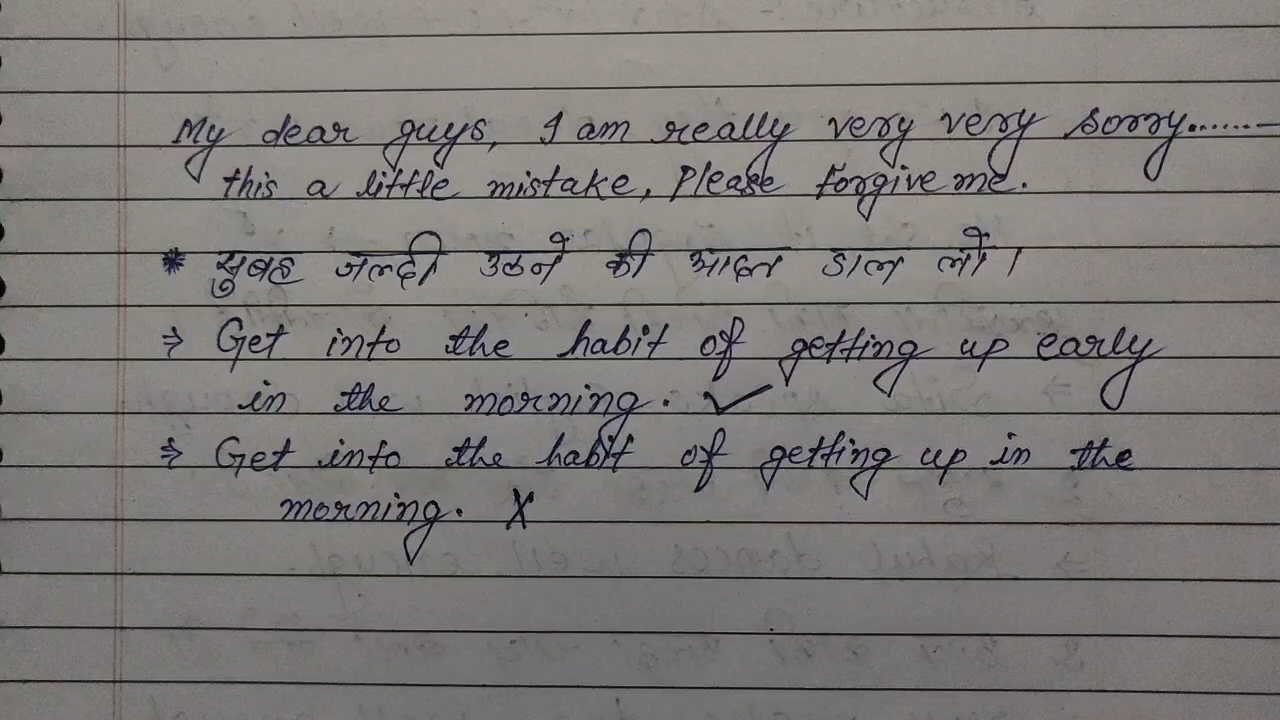 My dear guys, I am really very very sorry.......
this a little mistake, Please forgive me.
* सुबह जल्दी उठने की आदत डाल लो।
⇒ Get into the habit of getting up early
in the morning. ✓
⇒ Get into the habit of getting up in the
morning. X